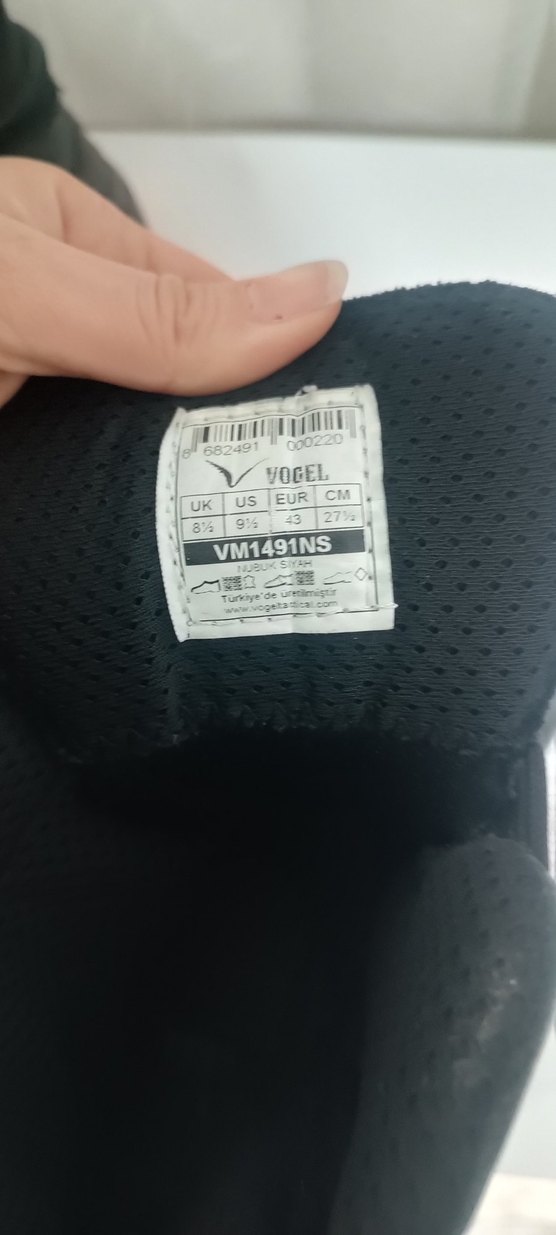 8 682491 000220
VOGEL
UK US EUR CM
8½ 9½ 43 27½
VM1491NS
NUBUK SİYAH
Türkiye'de üretilmiştir
www.vogeltactical.com